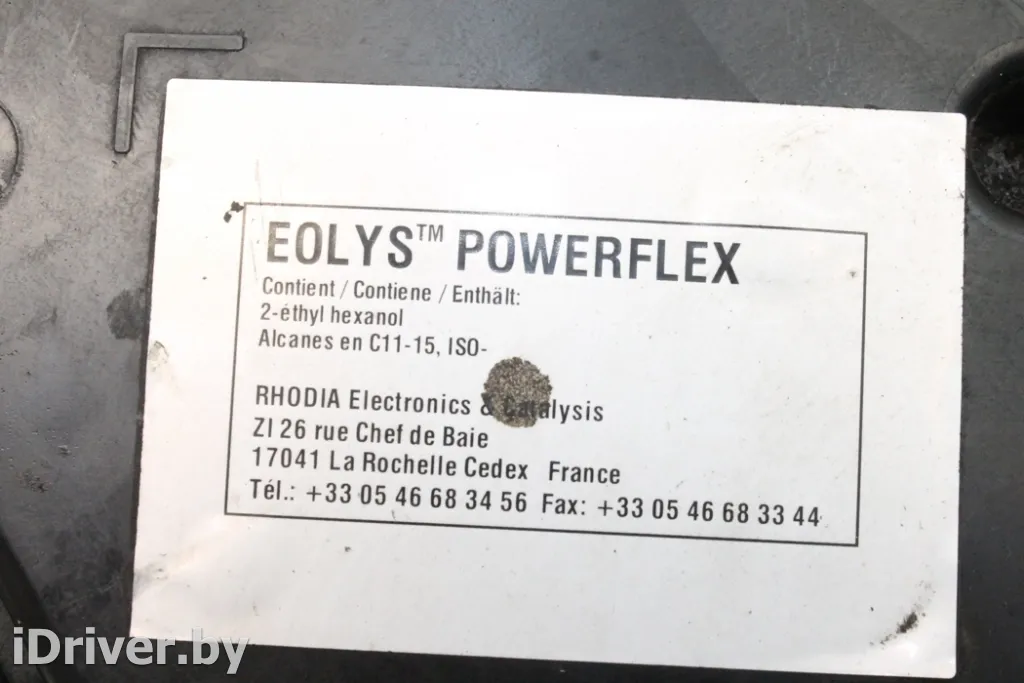 EOLYS™ POWERFLEX
Contient / Contiene / Enthält:
2-éthyl hexanol
Alcanes en C11-15, ISO-
RHODIA Electronics & Catalysis
ZI 26 rue Chef de Baie
17041 La Rochelle Cedex France
Tél.: +33 05 46 68 34 56 Fax: +33 05 46 68 33 44
iDriver.by